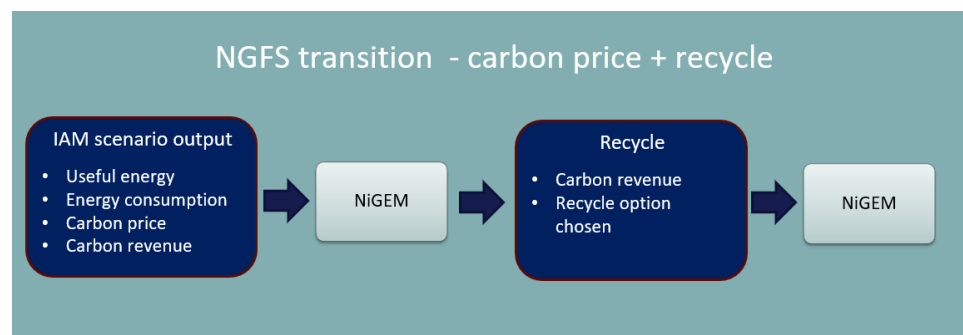 NGFS transition  - carbon price + recycle
IAM scenario output
• Useful energy
• Energy consumption
• Carbon price
• Carbon revenue
NiGEM
Recycle
• Carbon revenue
• Recycle option
chosen
NiGEM